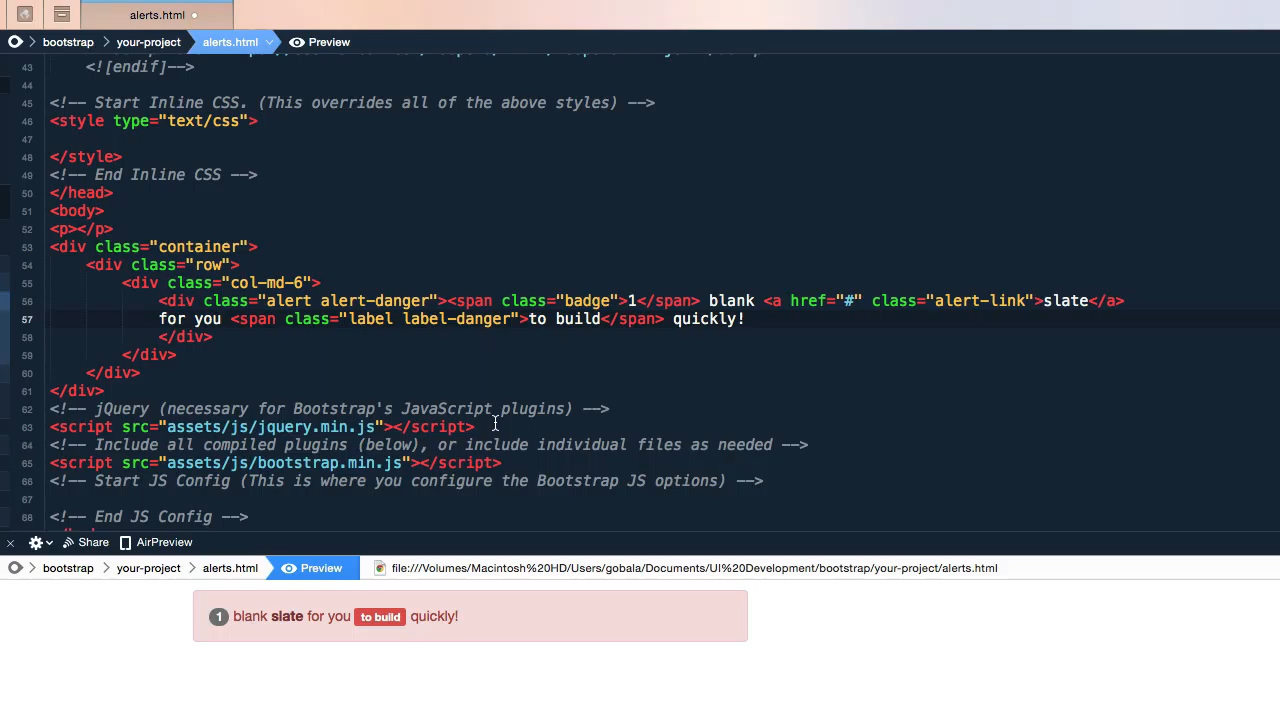 alerts.html
bootstrap your-project alerts.html Preview
43 <![endif]-->
44
45 <!-- Start Inline CSS. (This overrides all of the above styles) -->
46 <style type="text/css">
47
48 </style>
49 <!-- End Inline CSS -->
50 </head>
51 <body>
52 <p></p>
53 <div class="container">
54 <div class="row">
55 <div class="col-md-6">
56 <div class="alert alert-danger"><span class="badge">1</span> blank <a href="#" class="alert-link">slate</a>
57 for you <span class="label label-danger">to build</span> quickly!
58 </div>
59 </div>
60 </div>
61 </div>
62 <!-- jQuery (necessary for Bootstrap's JavaScript plugins) -->
63 <script src="assets/js/jquery.min.js"></script>
64 <!-- Include all compiled plugins (below), or include individual files as needed -->
65 <script src="assets/js/bootstrap.min.js"></script>
66 <!-- Start JS Config (This is where you configure the Bootstrap JS options) -->
67
68 <!-- End JS Config -->
Share AirPreview
bootstrap your-project alerts.html Preview file:///Volumes/Macintosh%20HD/Users/gobala/Documents/UI%20Development/bootstrap/your-project/alerts.html
1 blank slate for you to build quickly!